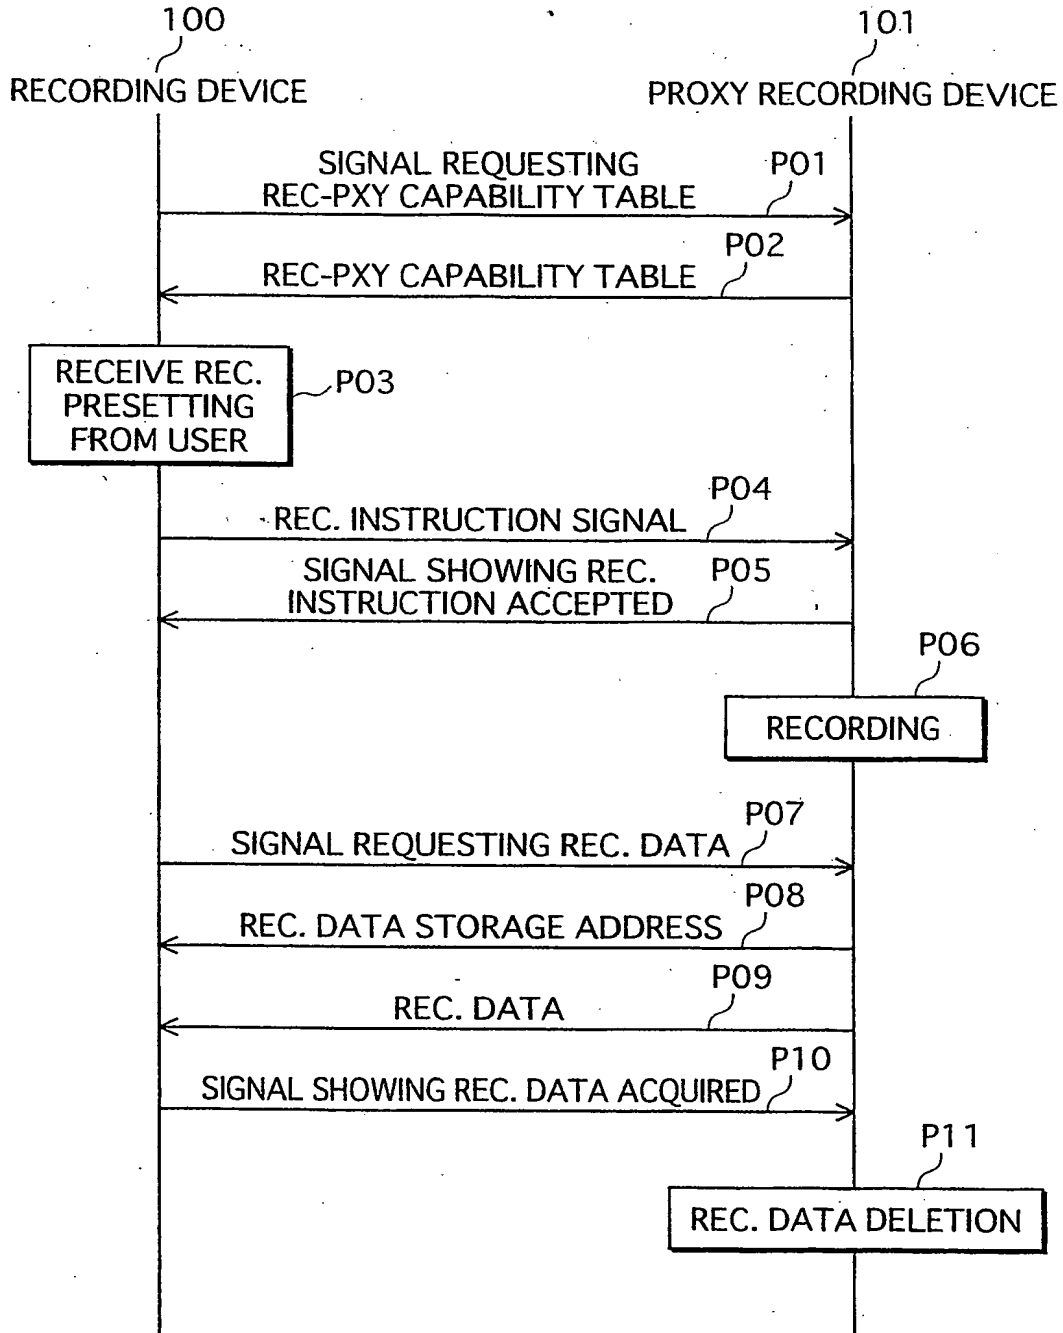 100
101
RECORDING DEVICE
PROXY RECORDING DEVICE
SIGNAL REQUESTING
REC-PXY CAPABILITY TABLE
P01
REC-PXY CAPABILITY TABLE
P02
RECEIVE REC.
PRESETTING
FROM USER
P03
REC. INSTRUCTION SIGNAL
P04
SIGNAL SHOWING REC.
INSTRUCTION ACCEPTED
P05
P06
RECORDING
SIGNAL REQUESTING REC. DATA
P07
REC. DATA STORAGE ADDRESS
P08
REC. DATA
P09
SIGNAL SHOWING REC. DATA ACQUIRED
P10
P11
REC. DATA DELETION